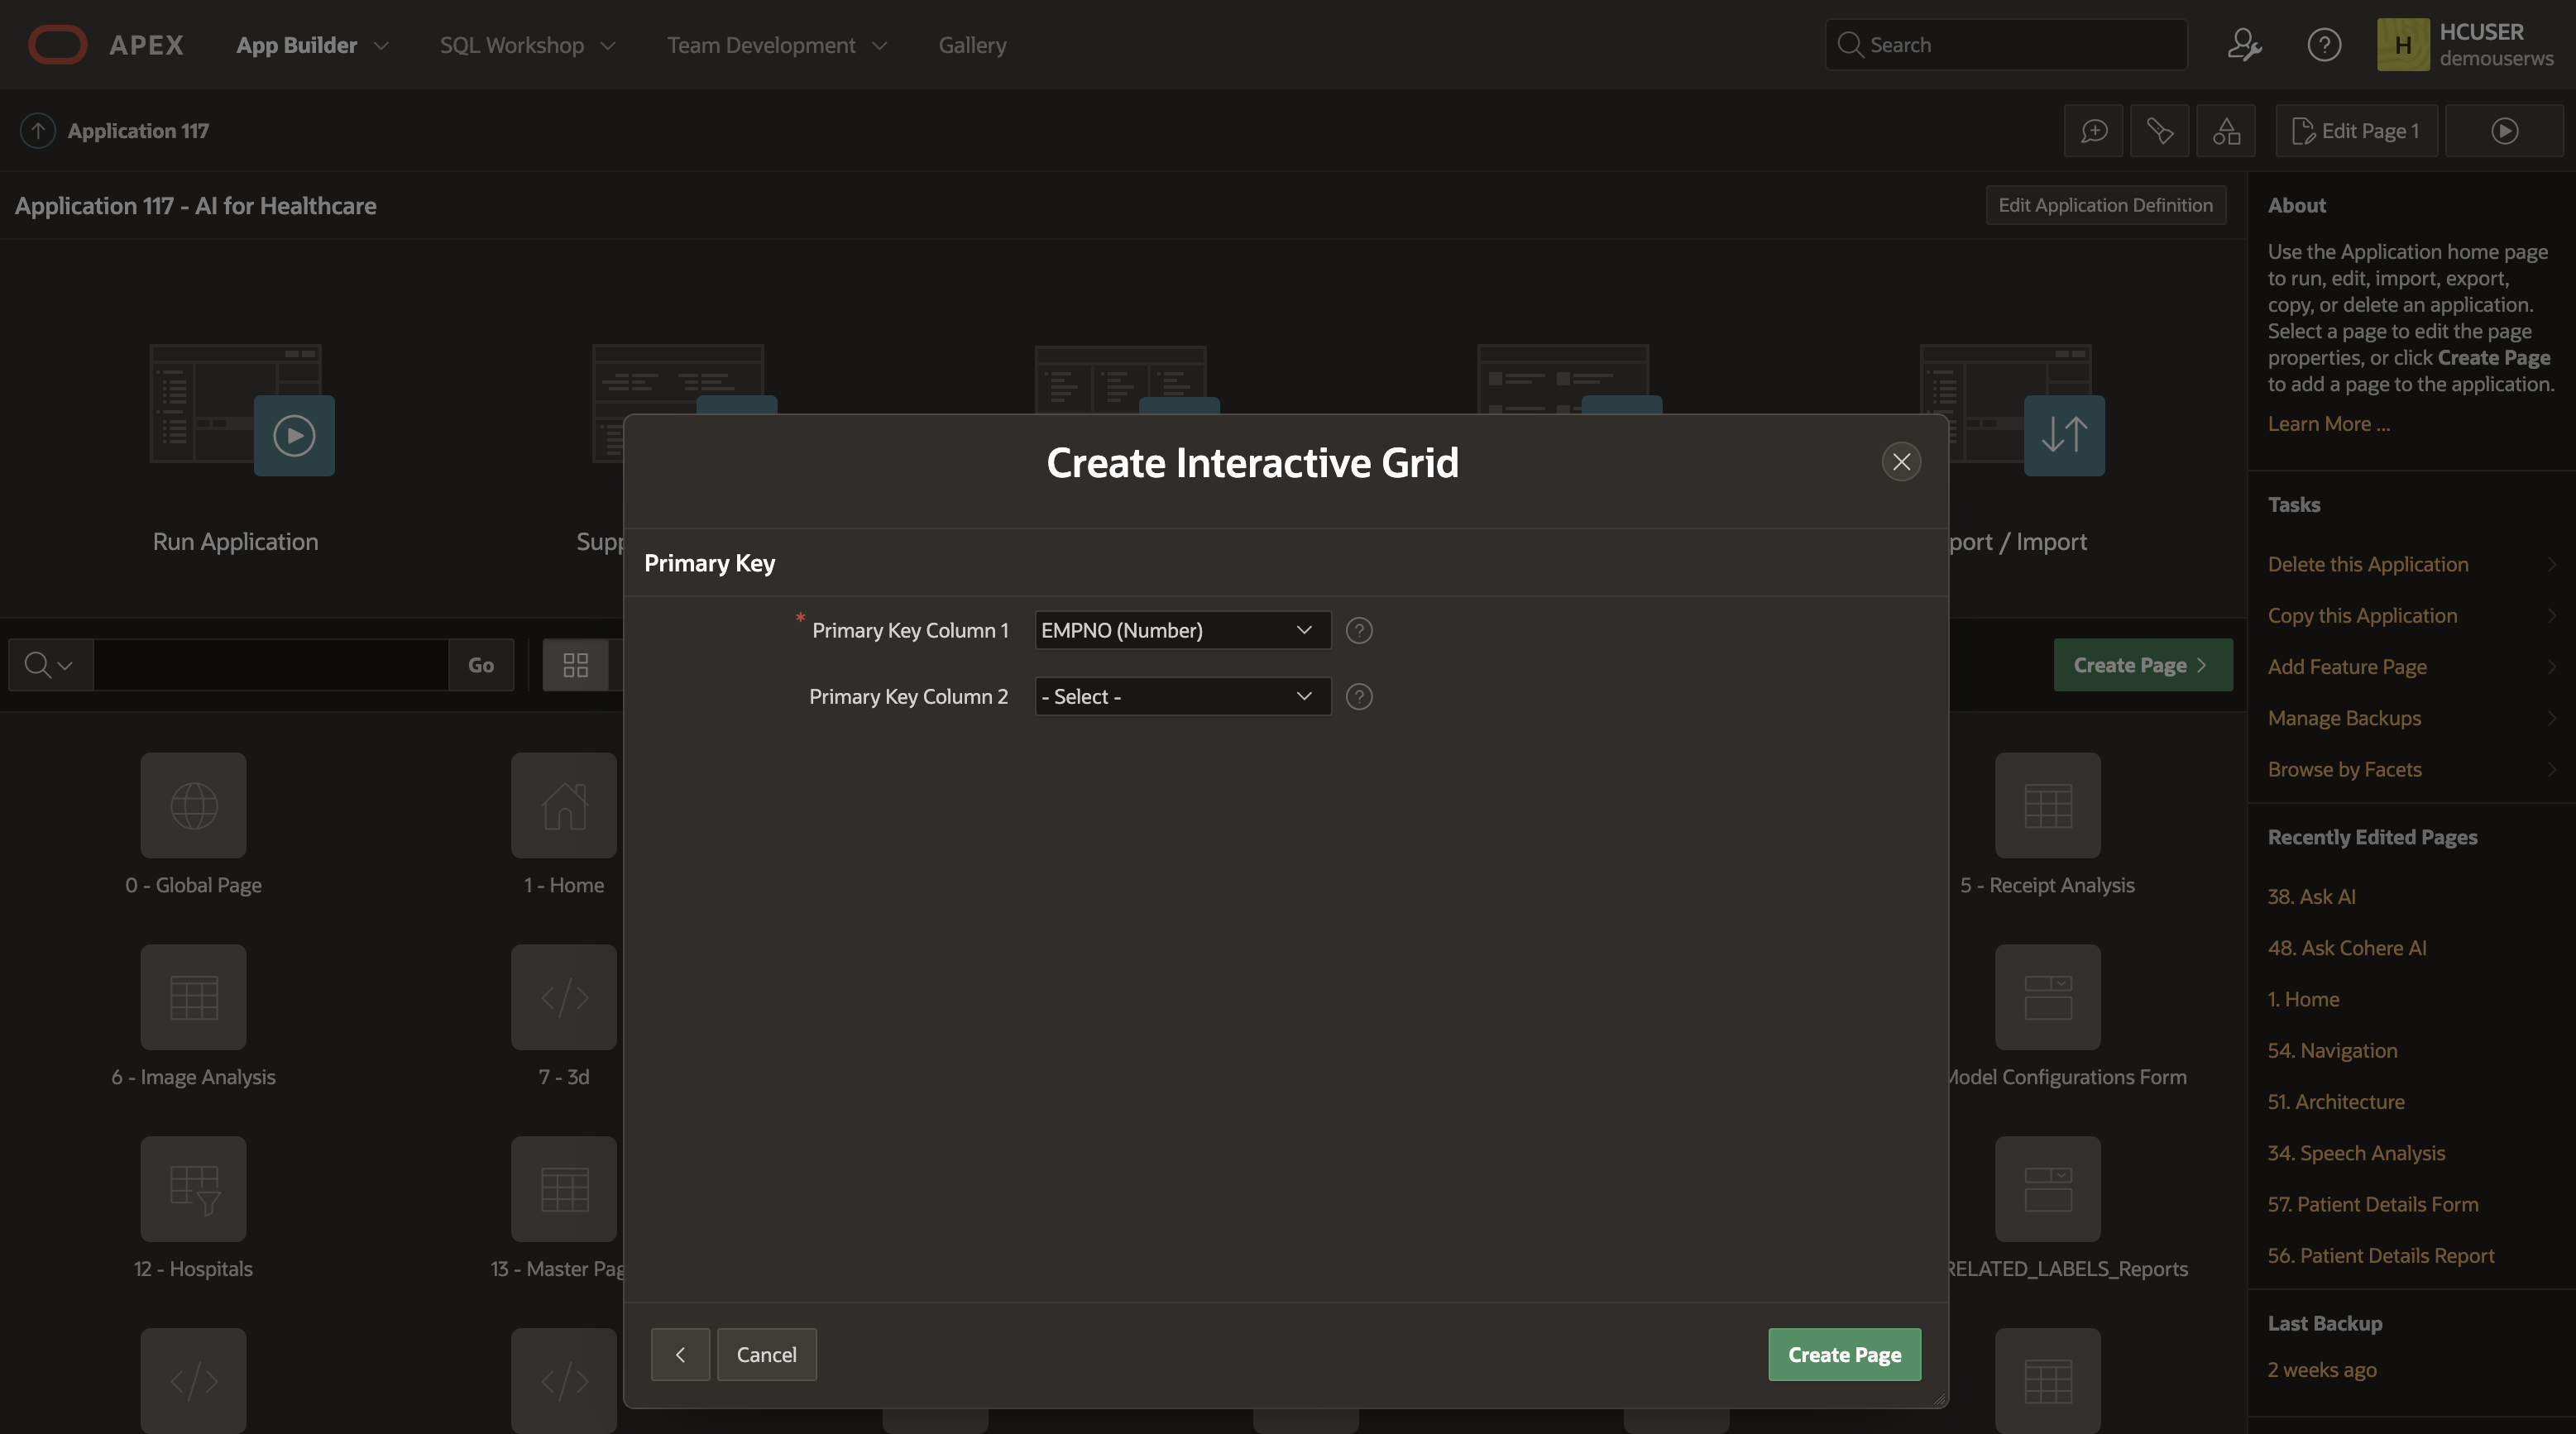 APEX
App Builder
SQL Workshop
Team Development
Gallery
Search
H
HCUSER
demouserws
Application 117
Edit Page 1
Application 117 - AI for Healthcare
Edit Application Definition
Run Application
Supp
port / Import
Go
Create Page
0 - Global Page
1 - Home
5 - Receipt Analysis
6 - Image Analysis
7 - 3d
Model Configurations Form
12 - Hospitals
13 - Master Pag
RELATED_LABELS_Reports
Create Interactive Grid
Primary Key
* Primary Key Column 1
EMPNO (Number)
?
Primary Key Column 2
- Select -
?
Cancel
Create Page
About
Use the Application home page
to run, edit, import, export,
copy, or delete an application.
Select a page to edit the page
properties, or click Create Page
to add a page to the application.
Learn More ...
Tasks
Delete this Application
Copy this Application
Add Feature Page
Manage Backups
Browse by Facets
Recently Edited Pages
38. Ask AI
48. Ask Cohere AI
1. Home
54. Navigation
51. Architecture
34. Speech Analysis
57. Patient Details Form
56. Patient Details Report
Last Backup
2 weeks ago